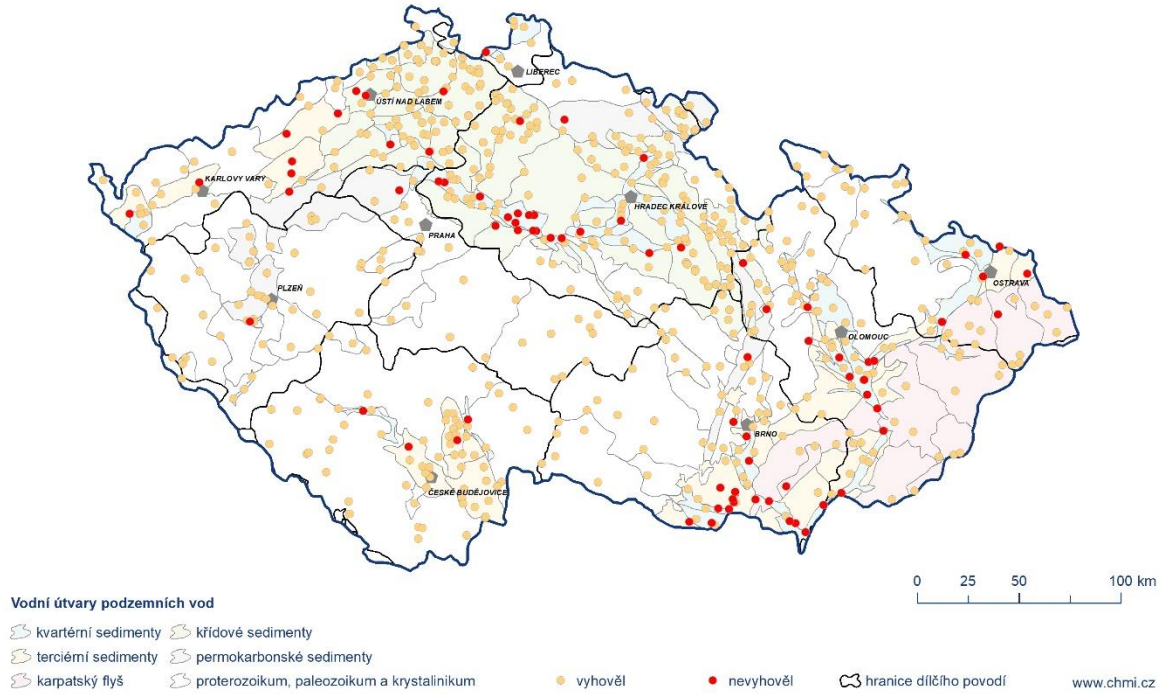 LIBEREC
ÚSTÍ NAD LABEM
KARLOVY VARY
HRADEC KRÁLOVÉ
PRAHA
PLZEŇ
OSTRAVA
OLOMOUC
BRNO
ČESKÉ BUDĚJOVICE
0 25 50 100 km
Vodní útvary podzemních vod
kvartérní sedimenty křídové sedimenty
terciérní sedimenty permokarbonské sedimenty
karpatský flyš proterozoikum, paleozoikum a krystalinikum vyhověl nevyhověl hranice dílčího povodí www.chmi.cz